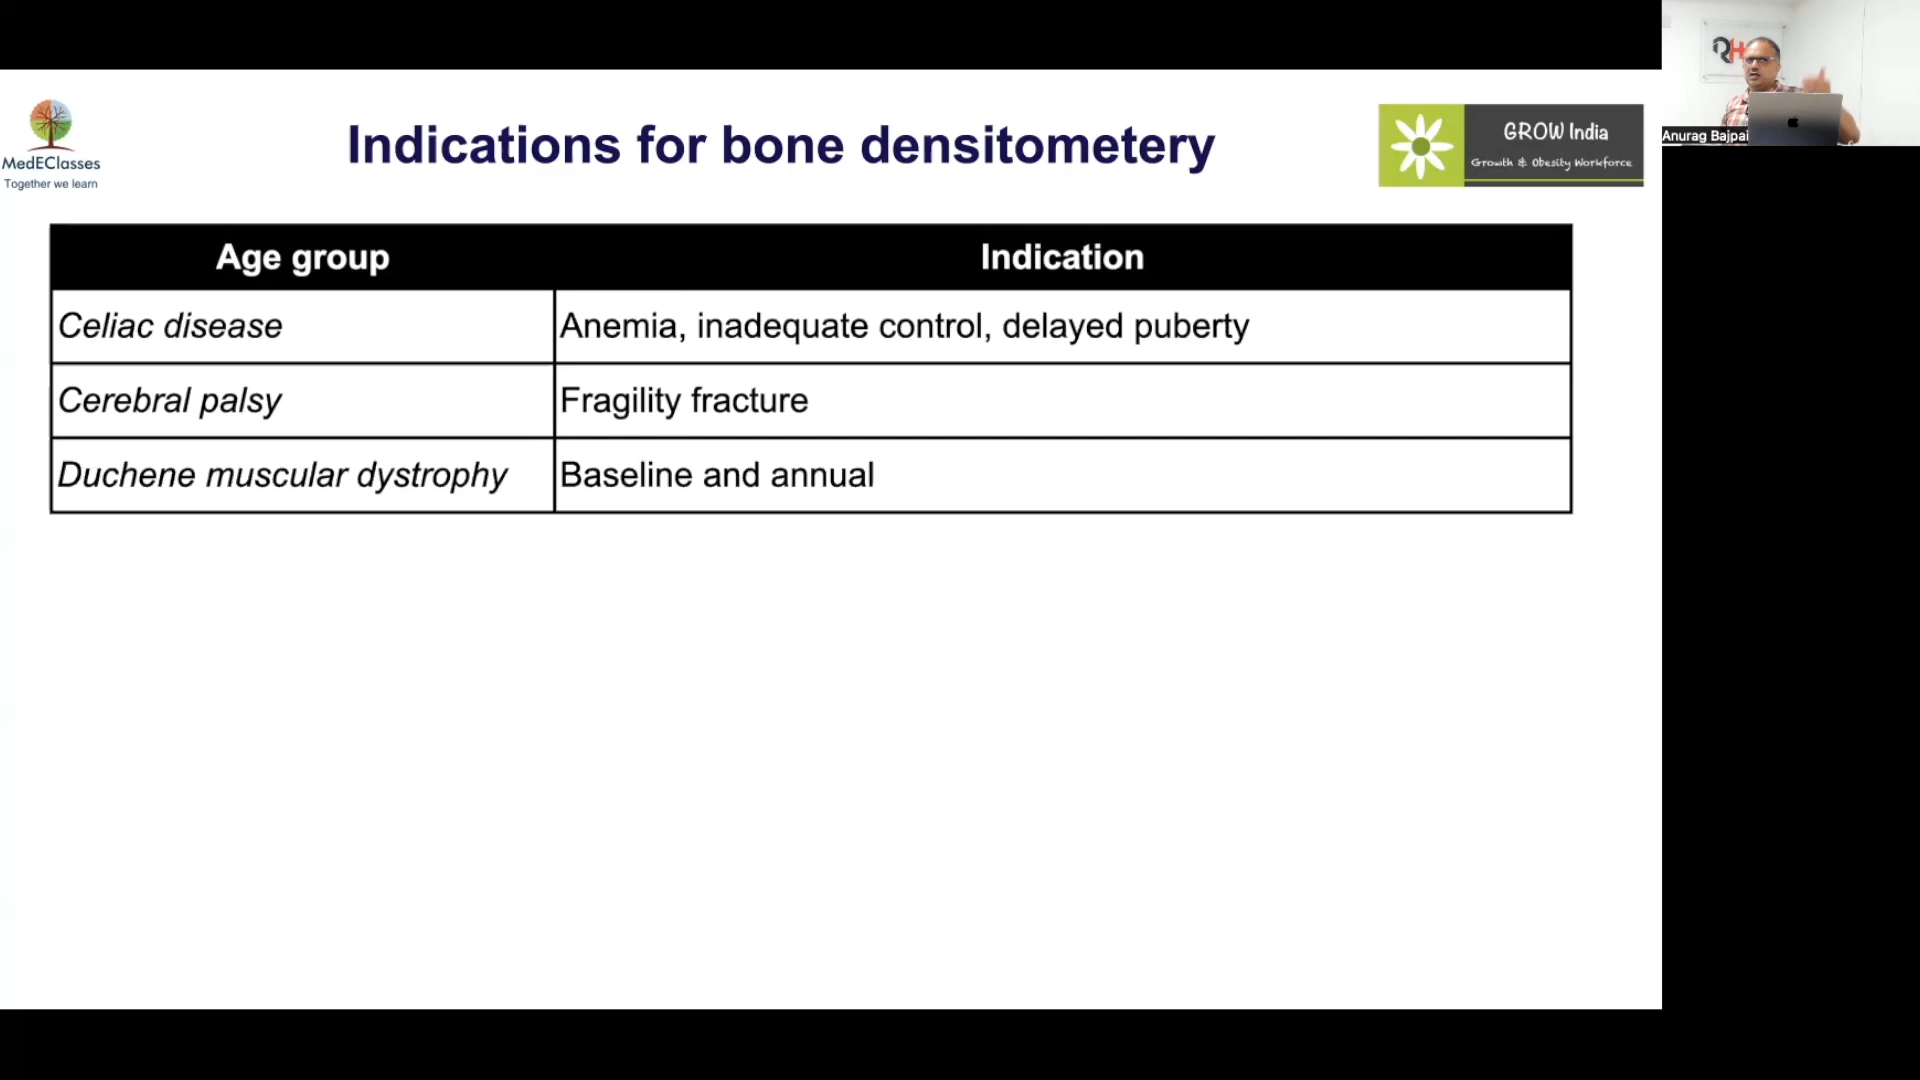 MedEClasses
Together we learn
Indications for bone densitometery
GROW India
Growth & Obesity Workforce
Anurag Bajpai
Age group Indication
Celiac disease Anemia, inadequate control, delayed puberty
Cerebral palsy Fragility fracture
Duchene muscular dystrophy Baseline and annual